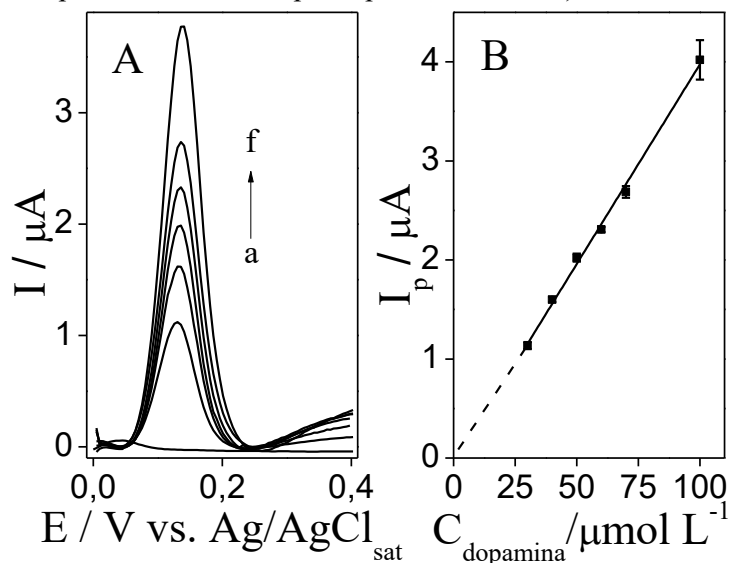 A
f
a
3
2
1
0
I / μA
0,0
0,2
0,4
E / V vs. Ag/AgCl_sat
B
4
3
2
1
0
I_p / μA
0
25
50
75
100
C_dopamina /μmol L⁻¹